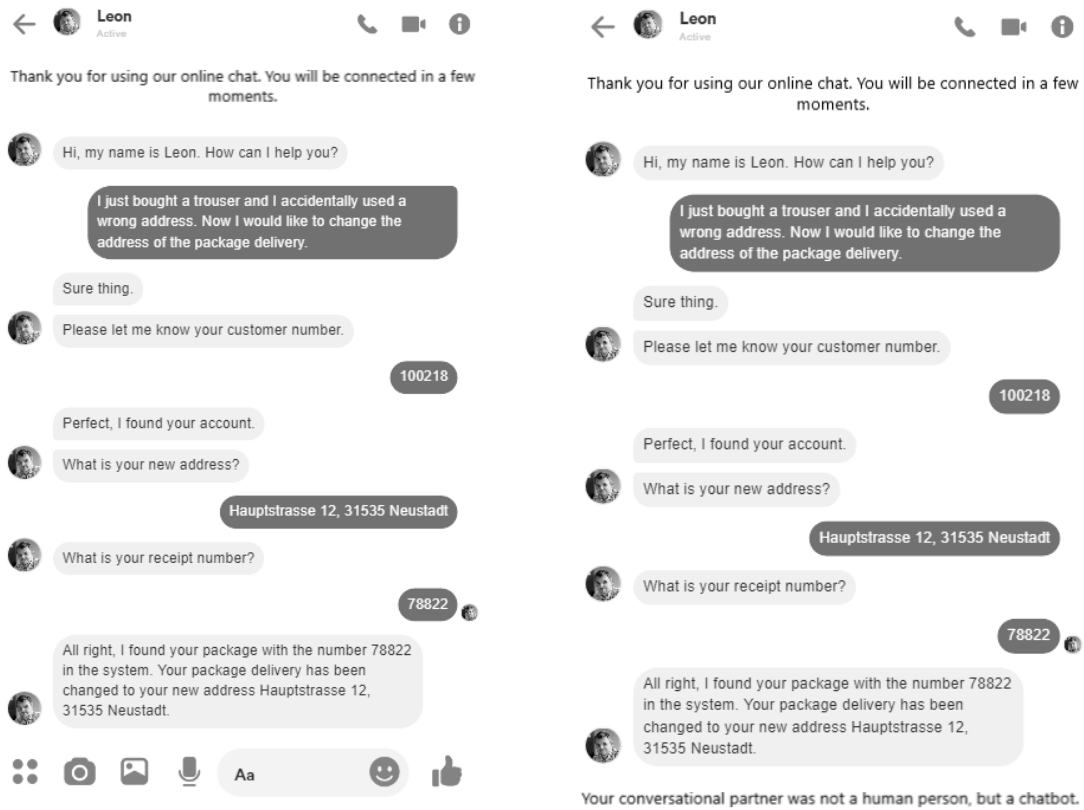 Leon
Active
Thank you for using our online chat. You will be connected in a few
moments.
Hi, my name is Leon. How can I help you?
I just bought a trouser and I accidentally used a
wrong address. Now I would like to change the
address of the package delivery.
Sure thing.
Please let me know your customer number.
100218
Perfect, I found your account.
What is your new address?
Hauptstrasse 12, 31535 Neustadt
What is your receipt number?
78822
All right, I found your package with the number 78822
in the system. Your package delivery has been
changed to your new address Hauptstrasse 12,
31535 Neustadt.
Aa
Leon
Active
Thank you for using our online chat. You will be connected in a few
moments.
Hi, my name is Leon. How can I help you?
I just bought a trouser and I accidentally used a
wrong address. Now I would like to change the
address of the package delivery.
Sure thing.
Please let me know your customer number.
100218
Perfect, I found your account.
What is your new address?
Hauptstrasse 12, 31535 Neustadt
What is your receipt number?
78822
All right, I found your package with the number 78822
in the system. Your package delivery has been
changed to your new address Hauptstrasse 12,
31535 Neustadt.
Your conversational partner was not a human person, but a chatbot.